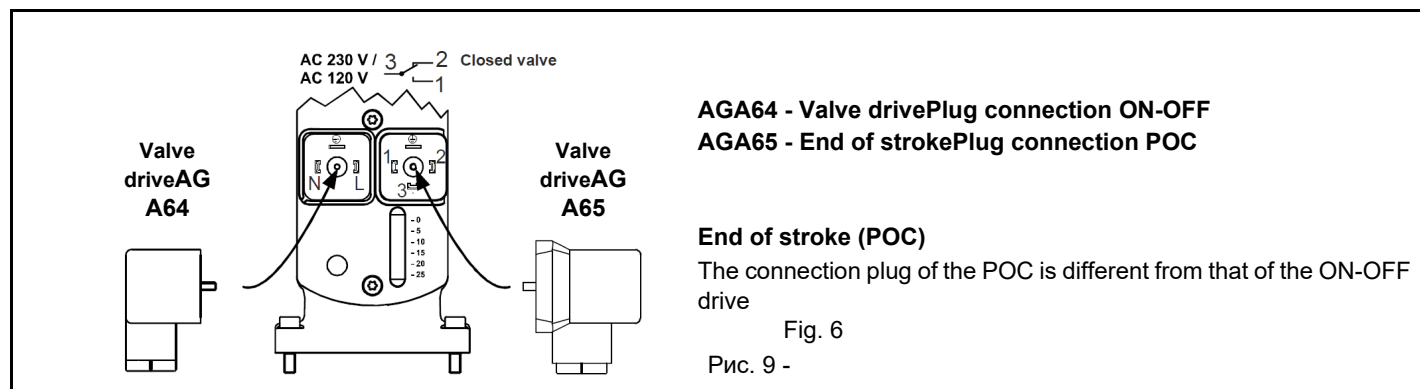 AC 230 V / 3 2 Closed valve
AC 120 V 1
AGA64 - Valve drivePlug connection ON-OFF
AGA65 - End of strokePlug connection POC
Valve
driveAG
A64
N L
1 2
3
- 0
- 5
- 10
- 15
- 20
- 25
Valve
driveAG
A65
End of stroke (POC)
The connection plug of the POC is different from that of the ON-OFF
drive
Fig. 6
Рис. 9 -